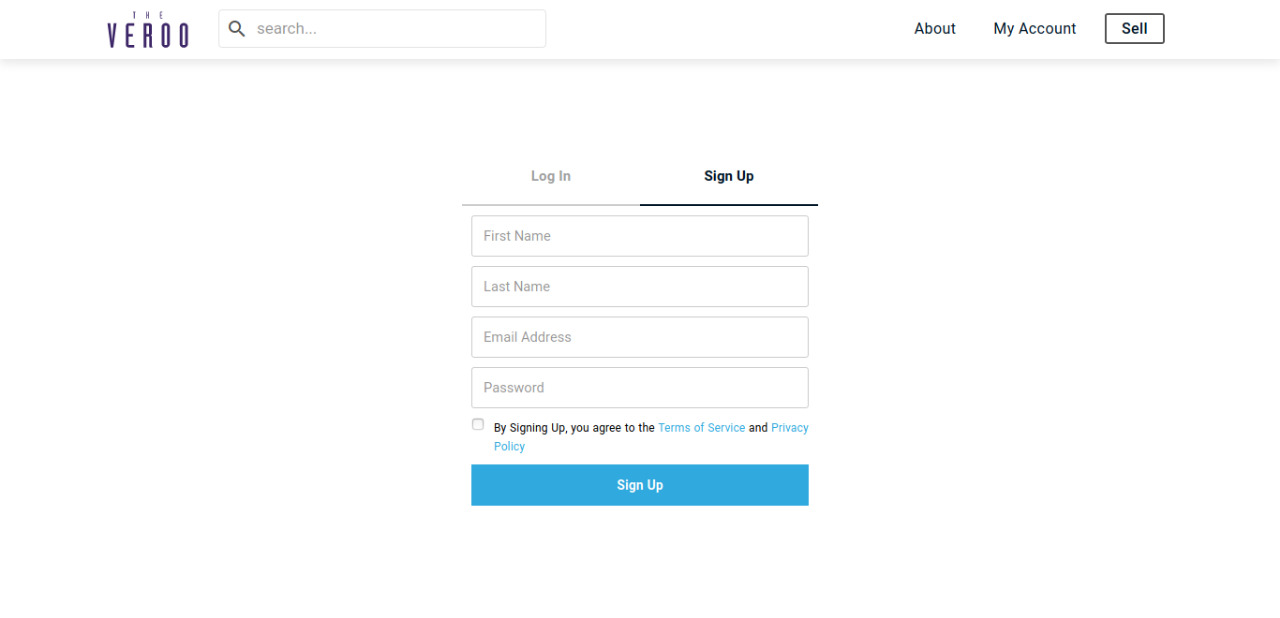 THE
VEROO
search...
About
My Account
Sell
Log In
Sign Up
First Name
Last Name
Email Address
Password
By Signing Up, you agree to the Terms of Service and Privacy
Policy
Sign Up